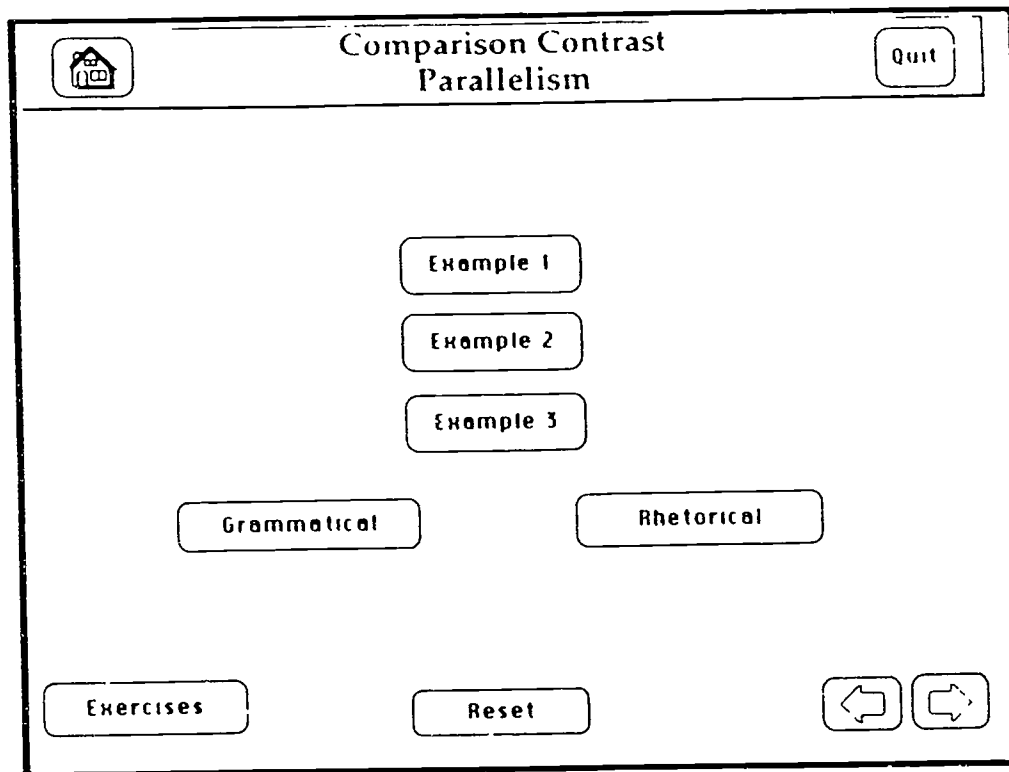 Comparison Contrast
Parallelism
Quit
Example 1
Example 2
Example 3
Grammatical
Rhetorical
Exercises
Reset